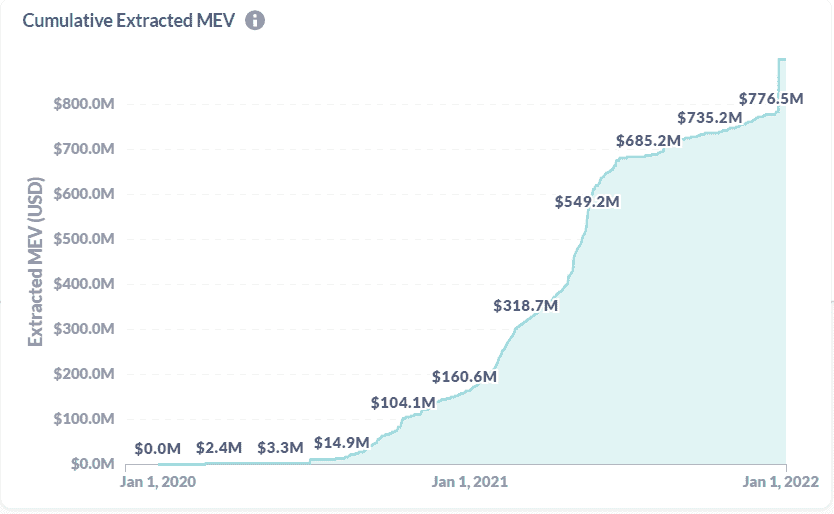 Cumulative Extracted MEV
$800.0M
$700.0M
$600.0M
$500.0M
$400.0M
$300.0M
$200.0M
$100.0M
$0.0M
Extracted MEV (USD)
$0.0M
$2.4M
$3.3M
$14.9M
$104.1M
$160.6M
$318.7M
$549.2M
$685.2M
$735.2M
$776.5M
Jan 1, 2020
Jan 1, 2021
Jan 1, 2022